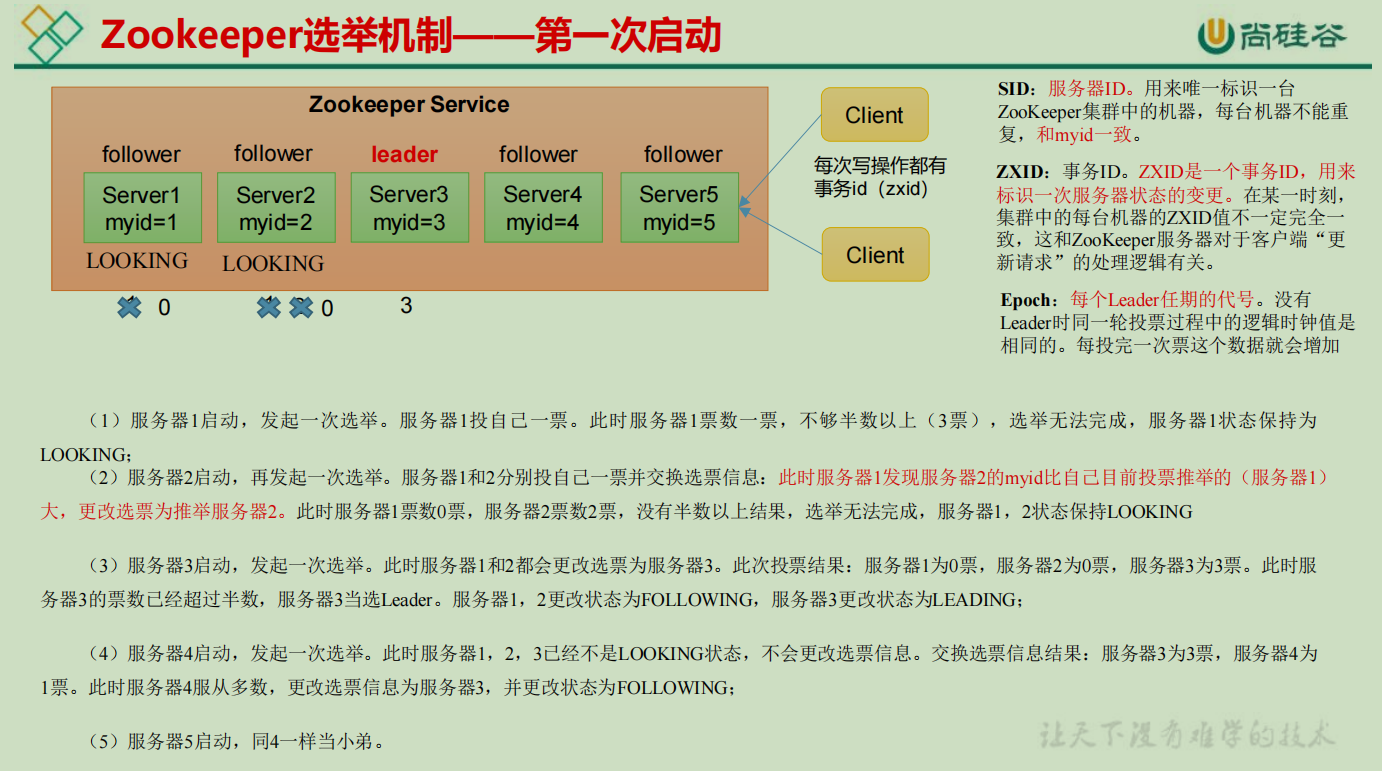 Zookeeper选举机制——第一次启动
尚硅谷
Zookeeper Service
follower
follower
leader
follower
follower
Server1
myid=1
Server2
myid=2
Server3
myid=3
Server4
myid=4
Server5
myid=5
LOOKING
LOOKING
0
0
3
Client
每次写操作都有
事务id（zxid）
Client
SID：服务器ID。用来唯一标识一台
ZooKeeper集群中的机器，每台机器不能重
复，和myid一致。
ZXID：事务ID。ZXID是一个事务ID，用来
标识一次服务器状态的变更。在某一时刻，
集群中的每台机器的ZXID值不一定完全一
致，这和ZooKeeper服务器对于客户端“更
新请求”的处理逻辑有关。
Epoch：每个Leader任期的代号。没有
Leader时同一轮投票过程中的逻辑时钟值是
相同的。每投完一次票这个数据就会增加
（1）服务器1启动，发起一次选举。服务器1投自己一票。此时服务器1票数一票，不够半数以上（3票），选举无法完成，服务器1状态保持为
LOOKING；
（2）服务器2启动，再发起一次选举。服务器1和2分别投自己一票并交换选票信息：此时服务器1发现服务器2的myid比自己目前投票推举的（服务器1）
大，更改选票为推举服务器2。此时服务器1票数0票，服务器2票数2票，没有半数以上结果，选举无法完成，服务器1，2状态保持LOOKING
（3）服务器3启动，发起一次选举。此时服务器1和2都会更改选票为服务器3。此次投票结果：服务器1为0票，服务器2为0票，服务器3为3票。此时服
务器3的票数已经超过半数，服务器3当选Leader。服务器1，2更改状态为FOLLOWING，服务器3更改状态为LEADING；
（4）服务器4启动，发起一次选举。此时服务器1，2，3已经不是LOOKING状态，不会更改选票信息。交换选票信息结果：服务器3为3票，服务器4为
1票。此时服务器4服从多数，更改选票信息为服务器3，并更改状态为FOLLOWING；
（5）服务器5启动，同4一样当小弟。
让天下没有难学的技术